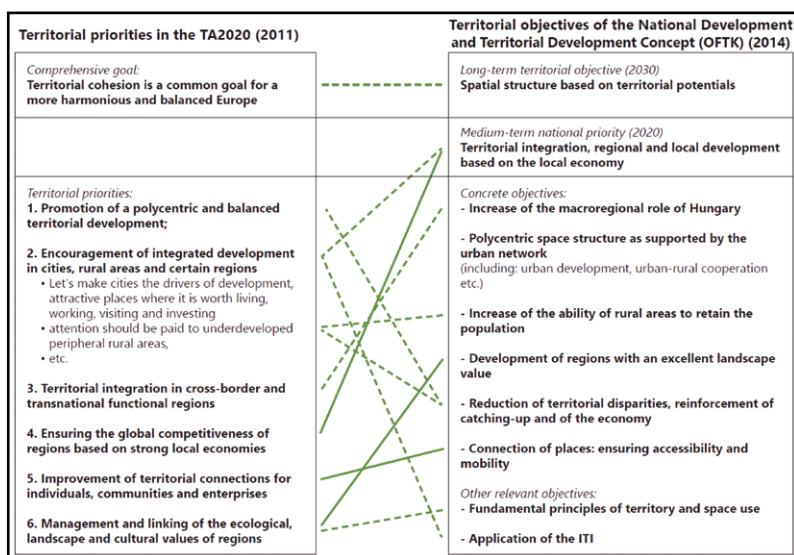 Territorial priorities in the TA2020 (2011)
Comprehensive goal:
Territorial cohesion is a common goal for a
more harmonious and balanced Europe
Territorial priorities:
1. Promotion of a polycentric and balanced
territorial development;
2. Encouragement of integrated development
in cities, rural areas and certain regions
• Let's make cities the drivers of development,
attractive places where it is worth living,
working, visiting and investing
• attention should be paid to underdeveloped
peripheral rural areas,
• etc.
3. Territorial integration in cross-border and
transnational functional regions
4. Ensuring the global competitiveness of
regions based on strong local economies
5. Improvement of territorial connections for
individuals, communities and enterprises
6. Management and linking of the ecological,
landscape and cultural values of regions
Territorial objectives of the National Development
and Territorial Development Concept (OFTK) (2014)
Long-term territorial objective (2030)
Spatial structure based on territorial potentials
Medium-term national priority (2020)
Territorial integration, regional and local development
based on the local economy
Concrete objectives:
- Increase of the macroregional role of Hungary
- Polycentric space structure as supported by the
urban network
(including: urban development, urban-rural cooperation
etc.)
- Increase of the ability of rural areas to retain the
population
- Development of regions with an excellent landscape
value
- Reduction of territorial disparities, reinforcement of
catching-up and of the economy
- Connection of places: ensuring accessibility and
mobility
Other relevant objectives:
- Fundamental principles of territory and space use
- Application of the ITI